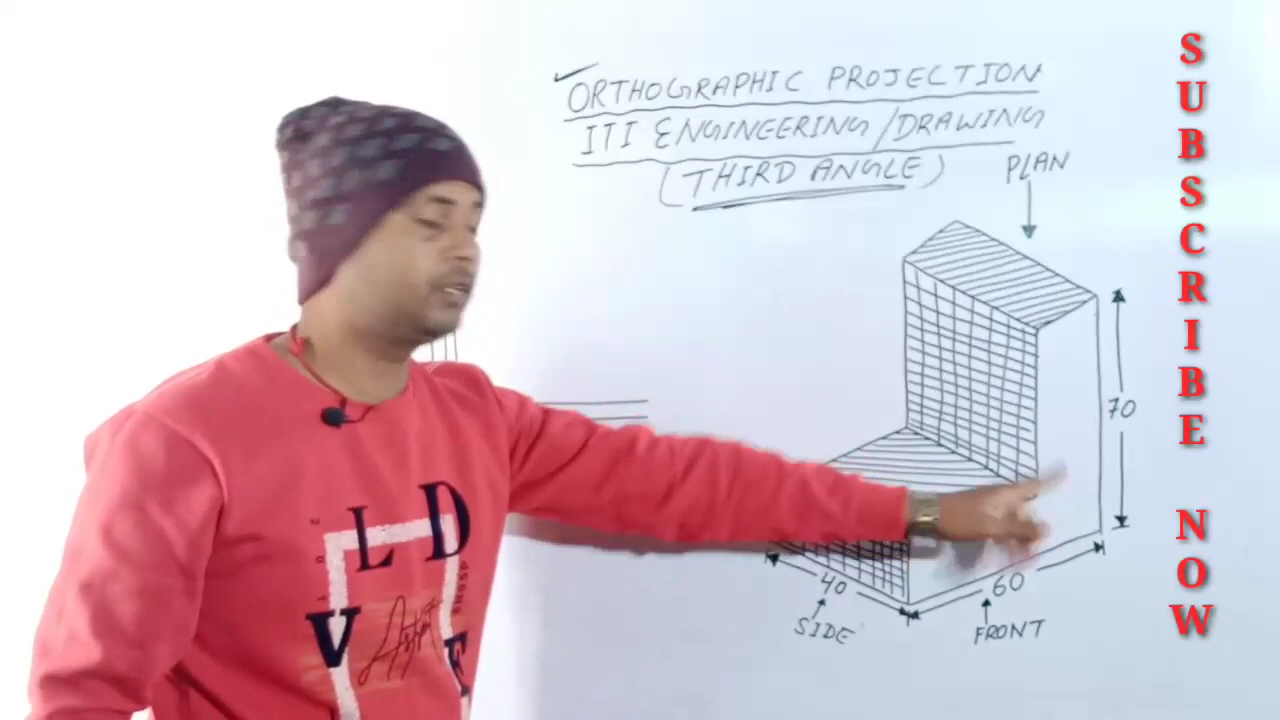 ORTHOGRAPHIC PROJECTION
ITI ENGINEERING/DRAWING
(THIRD ANGLE)
PLAN
70
40
60
SIDE
FRONT
SUBSCRIBE NOW
L D
V